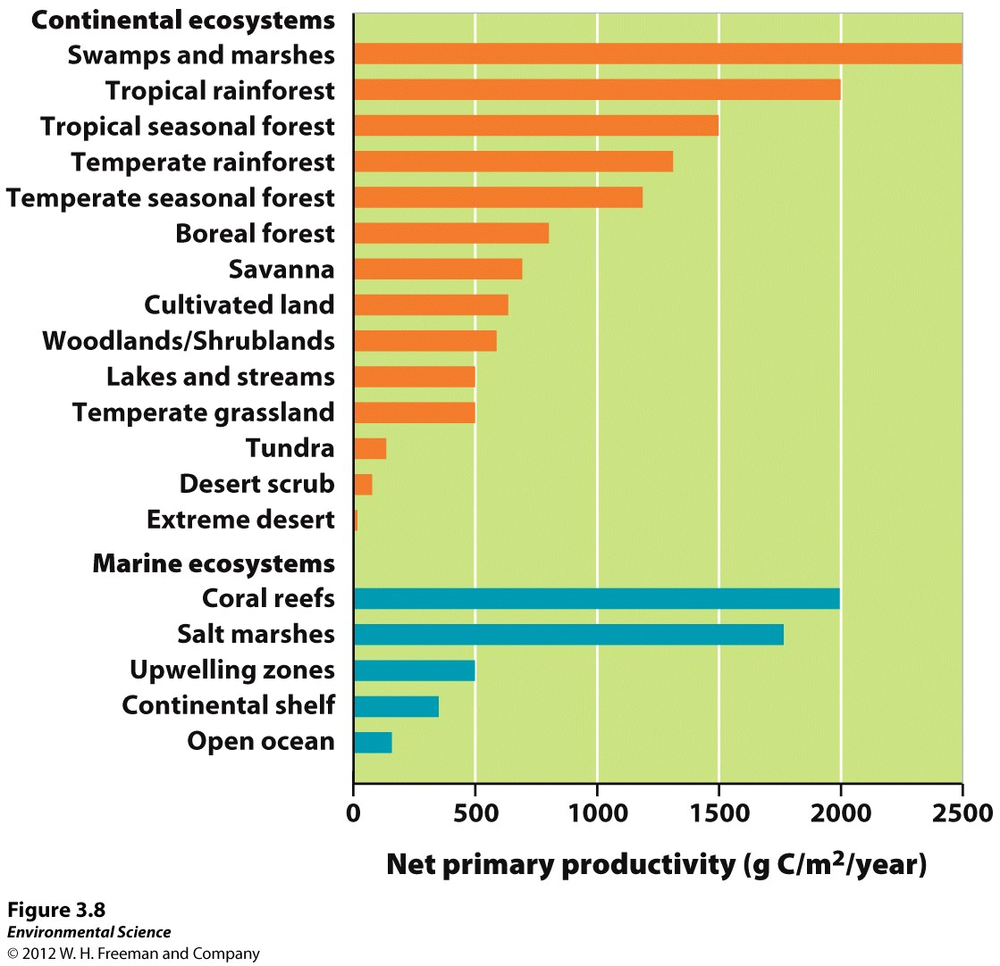 Continental ecosystems
Swamps and marshes
Tropical rainforest
Tropical seasonal forest
Temperate rainforest
Temperate seasonal forest
Boreal forest
Savanna
Cultivated land
Woodlands/Shrublands
Lakes and streams
Temperate grassland
Tundra
Desert scrub
Extreme desert
Marine ecosystems
Coral reefs
Salt marshes
Upwelling zones
Continental shelf
Open ocean
0 500 1000 1500 2000 2500
Net primary productivity (g C/m²/year)
Figure 3.8
Environmental Science
© 2012 W. H. Freeman and Company